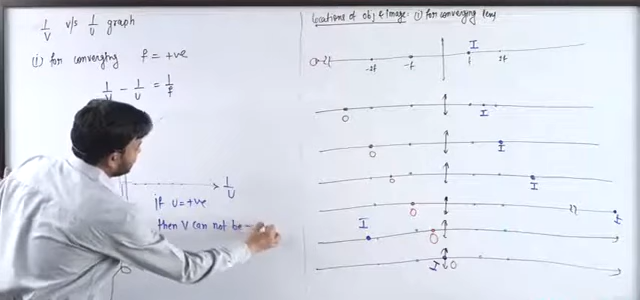 1/V v/s 1/U graph
(i) for converging f = +ve
1/V - 1/U = 1/f
1/U
if u = +ve
then V can not be -
Locations of obj & Image: (i) for converging lens
I
-2f -f f 2f
O I
O I
O I
O I
I O
I O